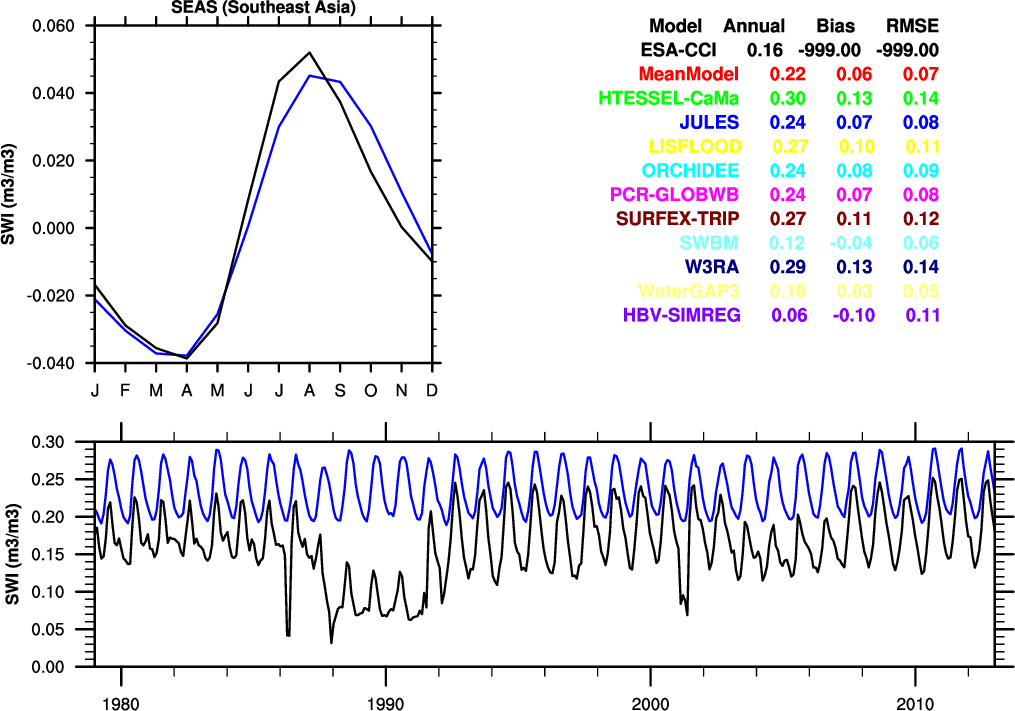 SEAS (Southeast Asia)
0.060
0.040
0.020
0.000
-0.020
-0.040
SWI (m3/m3)
J F M A M J J A S O N D
Model Annual Bias RMSE
ESA-CCI 0.16 -999.00 -999.00
MeanModel 0.22 0.06 0.07
HTESSEL-CaMa 0.30 0.13 0.14
JULES 0.24 0.07 0.08
LISFLOOD 0.27 0.10 0.11
ORCHIDEE 0.24 0.08 0.09
PCR-GLOBWB 0.24 0.07 0.08
SURFEX-TRIP 0.27 0.11 0.12
SWBM 0.12 -0.04 0.06
W3RA 0.29 0.13 0.14
WaterGAP3 0.19 0.03 0.05
HBV-SIMREG 0.06 -0.10 0.11
0.30
0.25
0.20
0.15
0.10
0.05
0.00
SWI (m3/m3)
1980 1990 2000 2010